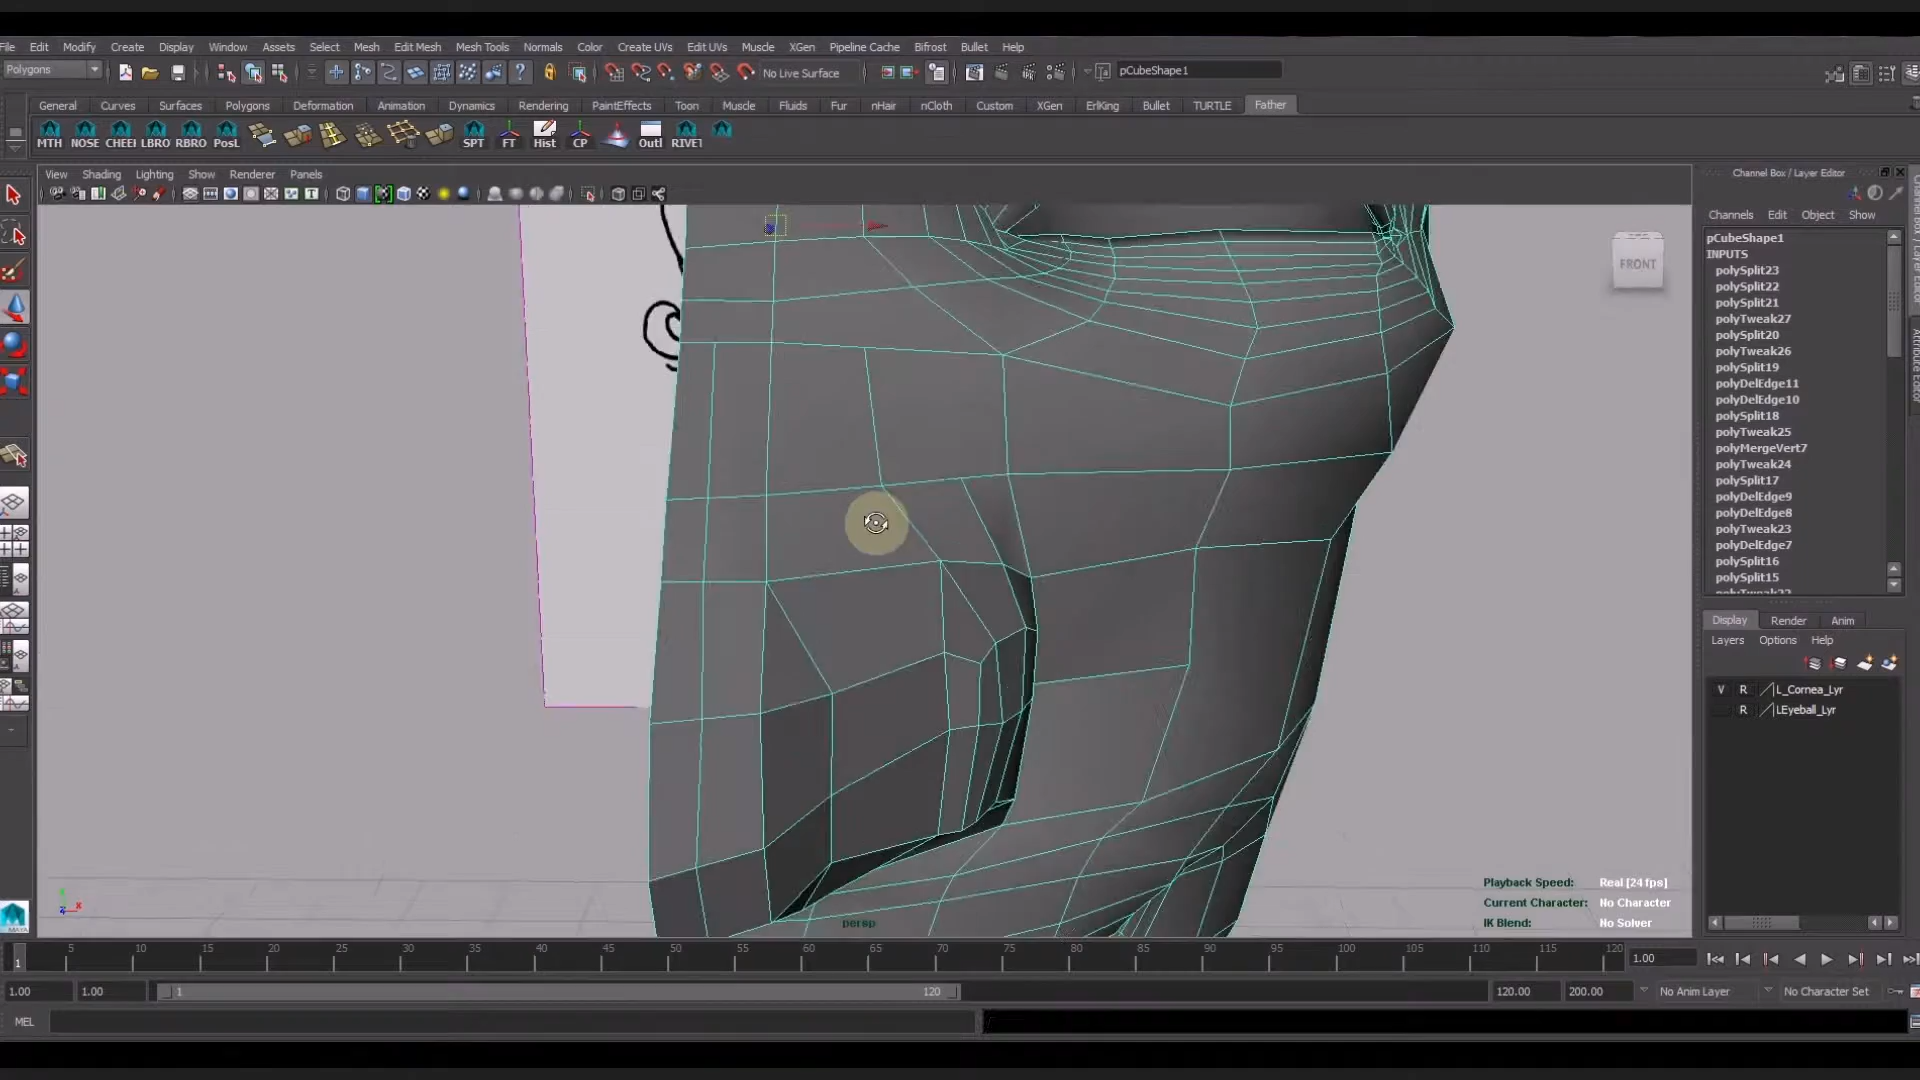 File Edit Modify Create Display Window Assets Select Mesh Edit Mesh Mesh Tools Normals Color Create UVs Edit UVs Muscle XGen Pipeline Cache Bifrost Bullet Help
Polygons No Live Surface pCubeShape1
General Curves Surfaces Polygons Deformation Animation Dynamics Rendering PaintEffects Toon Muscle Fluids Fur nHair nCloth Custom XGen ErlKing Bullet TURTLE Father
MTH NOSE CHEEI LBRO RBRO PosL SPT FT Hist CP Outl RIVET
View Shading Lighting Show Renderer Panels
Channel Box / Layer Editor
Channels Edit Object Show
pCubeShape1
INPUTS
polySplit23
polySplit22
polySplit21
polyTweak27
polySplit20
polyTweak26
polySplit19
polyDelEdge11
polyDelEdge10
polySplit18
polyTweak25
polyMergeVert7
polyTweak24
polySplit17
polyDelEdge9
polyDelEdge8
polyTweak23
polyDelEdge7
polySplit16
polySplit15
Channel Box / Layer Editor
Attribute Editor
FRONT
Display Render Anim
Layers Options Help
V R L_Cornea_Lyr
R LEyeball_Lyr
Playback Speed: Real [24 fps]
Current Character: No Character
IK Blend: No Solver
persp
5 10 15 20 25 30 35 40 45 50 55 60 65 70 75 80 85 90 95 100 105 110 115 120
1
1.00
1.00 1.00 1 120 120.00 200.00 No Anim Layer No Character Set
MEL